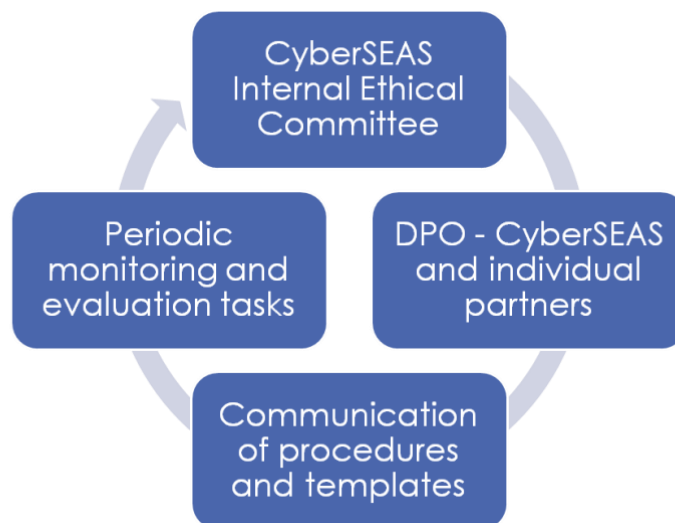 CyberSEAS
Internal Ethical
Committee
DPO - CyberSEAS
and individual
partners
Communication
of procedures
and templates
Periodic
monitoring and
evaluation tasks